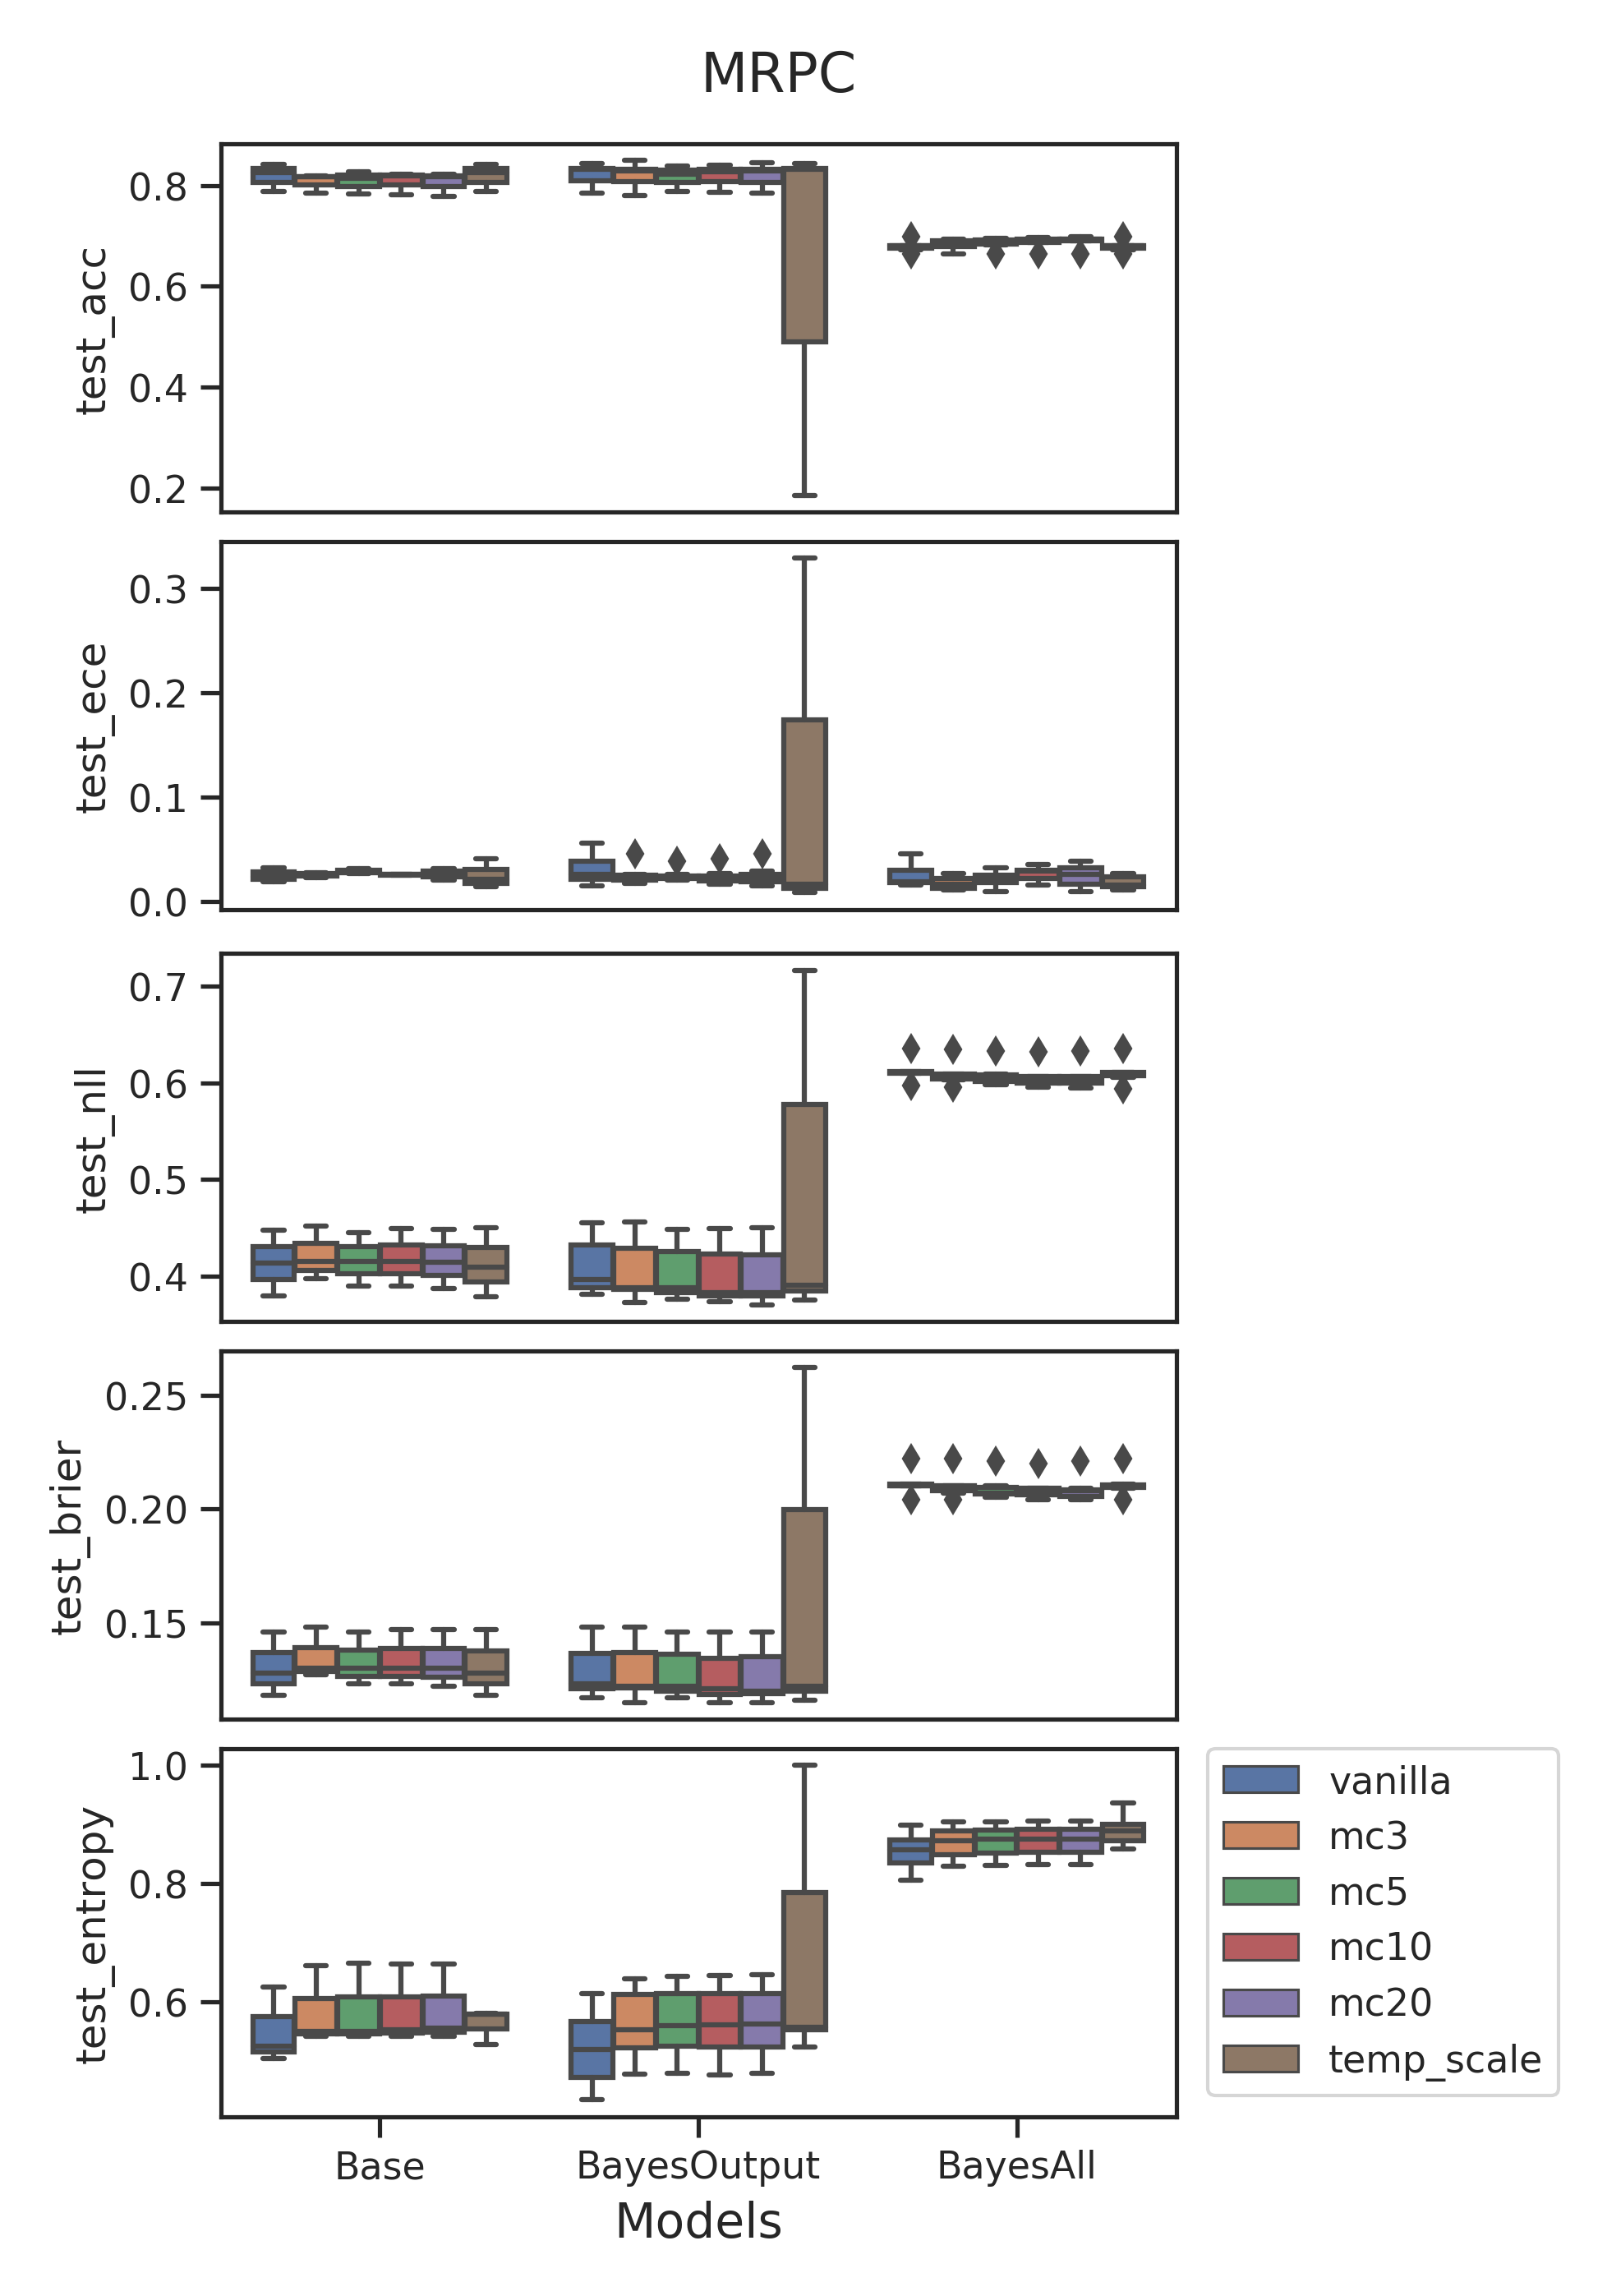 MRPC
test_acc
0.8
0.6
0.4
0.2
test_ece
0.3
0.2
0.1
0.0
test_nll
0.7
0.6
0.5
0.4
test_brier
0.25
0.20
0.15
test_entropy
1.0
0.8
0.6
vanilla
mc3
mc5
mc10
mc20
temp_scale
Base BayesOutput BayesAll
Models